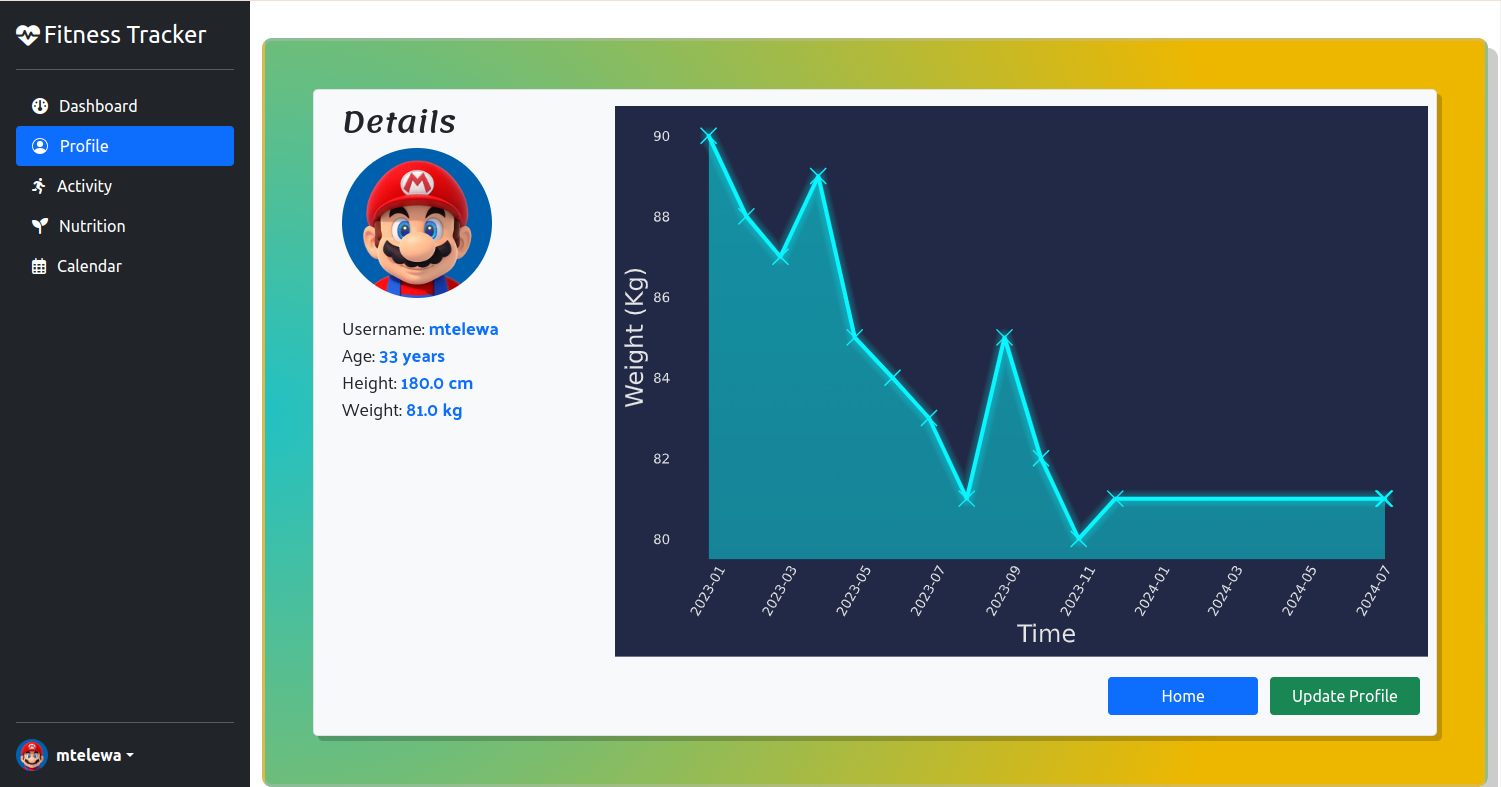 Fitness Tracker
Dashboard
Profile
Activity
Nutrition
Calendar
mtelewa
Details
M
Username: mtelewa
Age: 33 years
Height: 180.0 cm
Weight: 81.0 kg
Weight (Kg)
90
88
86
84
82
80
2023-01
2023-03
2023-05
2023-07
2023-09
2023-11
2024-01
2024-03
2024-05
2024-07
Time
Home
Update Profile